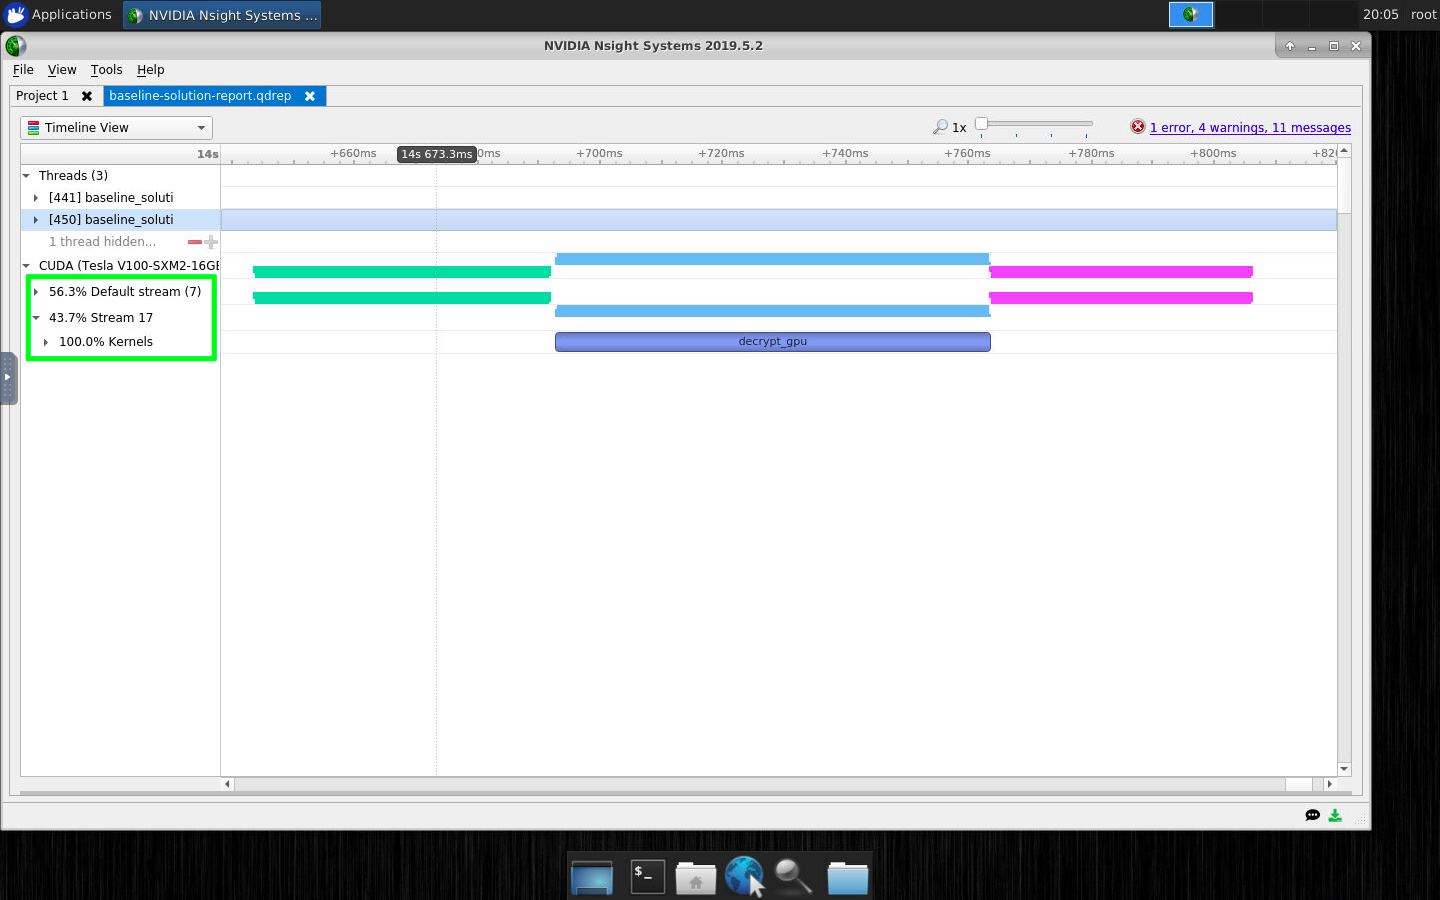 Applications
NVIDIA Nsight Systems ...
20:05
root
NVIDIA Nsight Systems 2019.5.2
File View Tools Help
Project 1
baseline-solution-report.qdrep
Timeline View
1x
1 error, 4 warnings, 11 messages
14s
+660ms
14s 673.3ms
0ms
+700ms
+720ms
+740ms
+760ms
+780ms
+800ms
+820
Threads (3)
[441] baseline_soluti
[450] baseline_soluti
1 thread hidden...
CUDA (Tesla V100-SXM2-16GB
56.3% Default stream (7)
43.7% Stream 17
100.0% Kernels
decrypt_gpu
$_